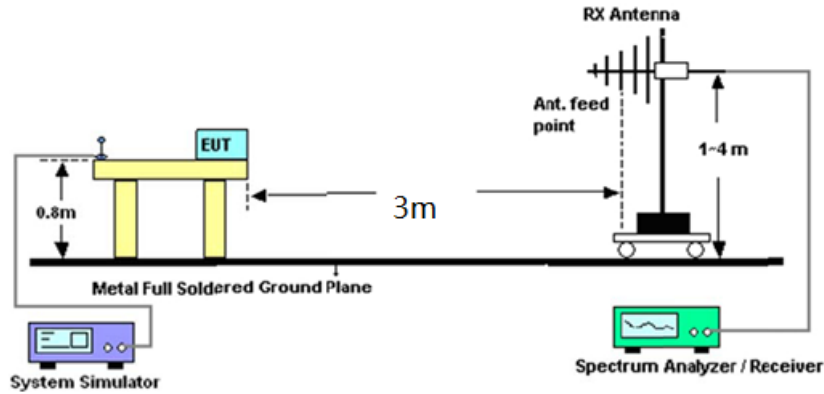 RX Antenna
Ant. feed
point
EUT
1~4 m
0.8m
3m
Metal Full Soldered Ground Plane
System Simulator
Spectrum Analyzer / Receiver